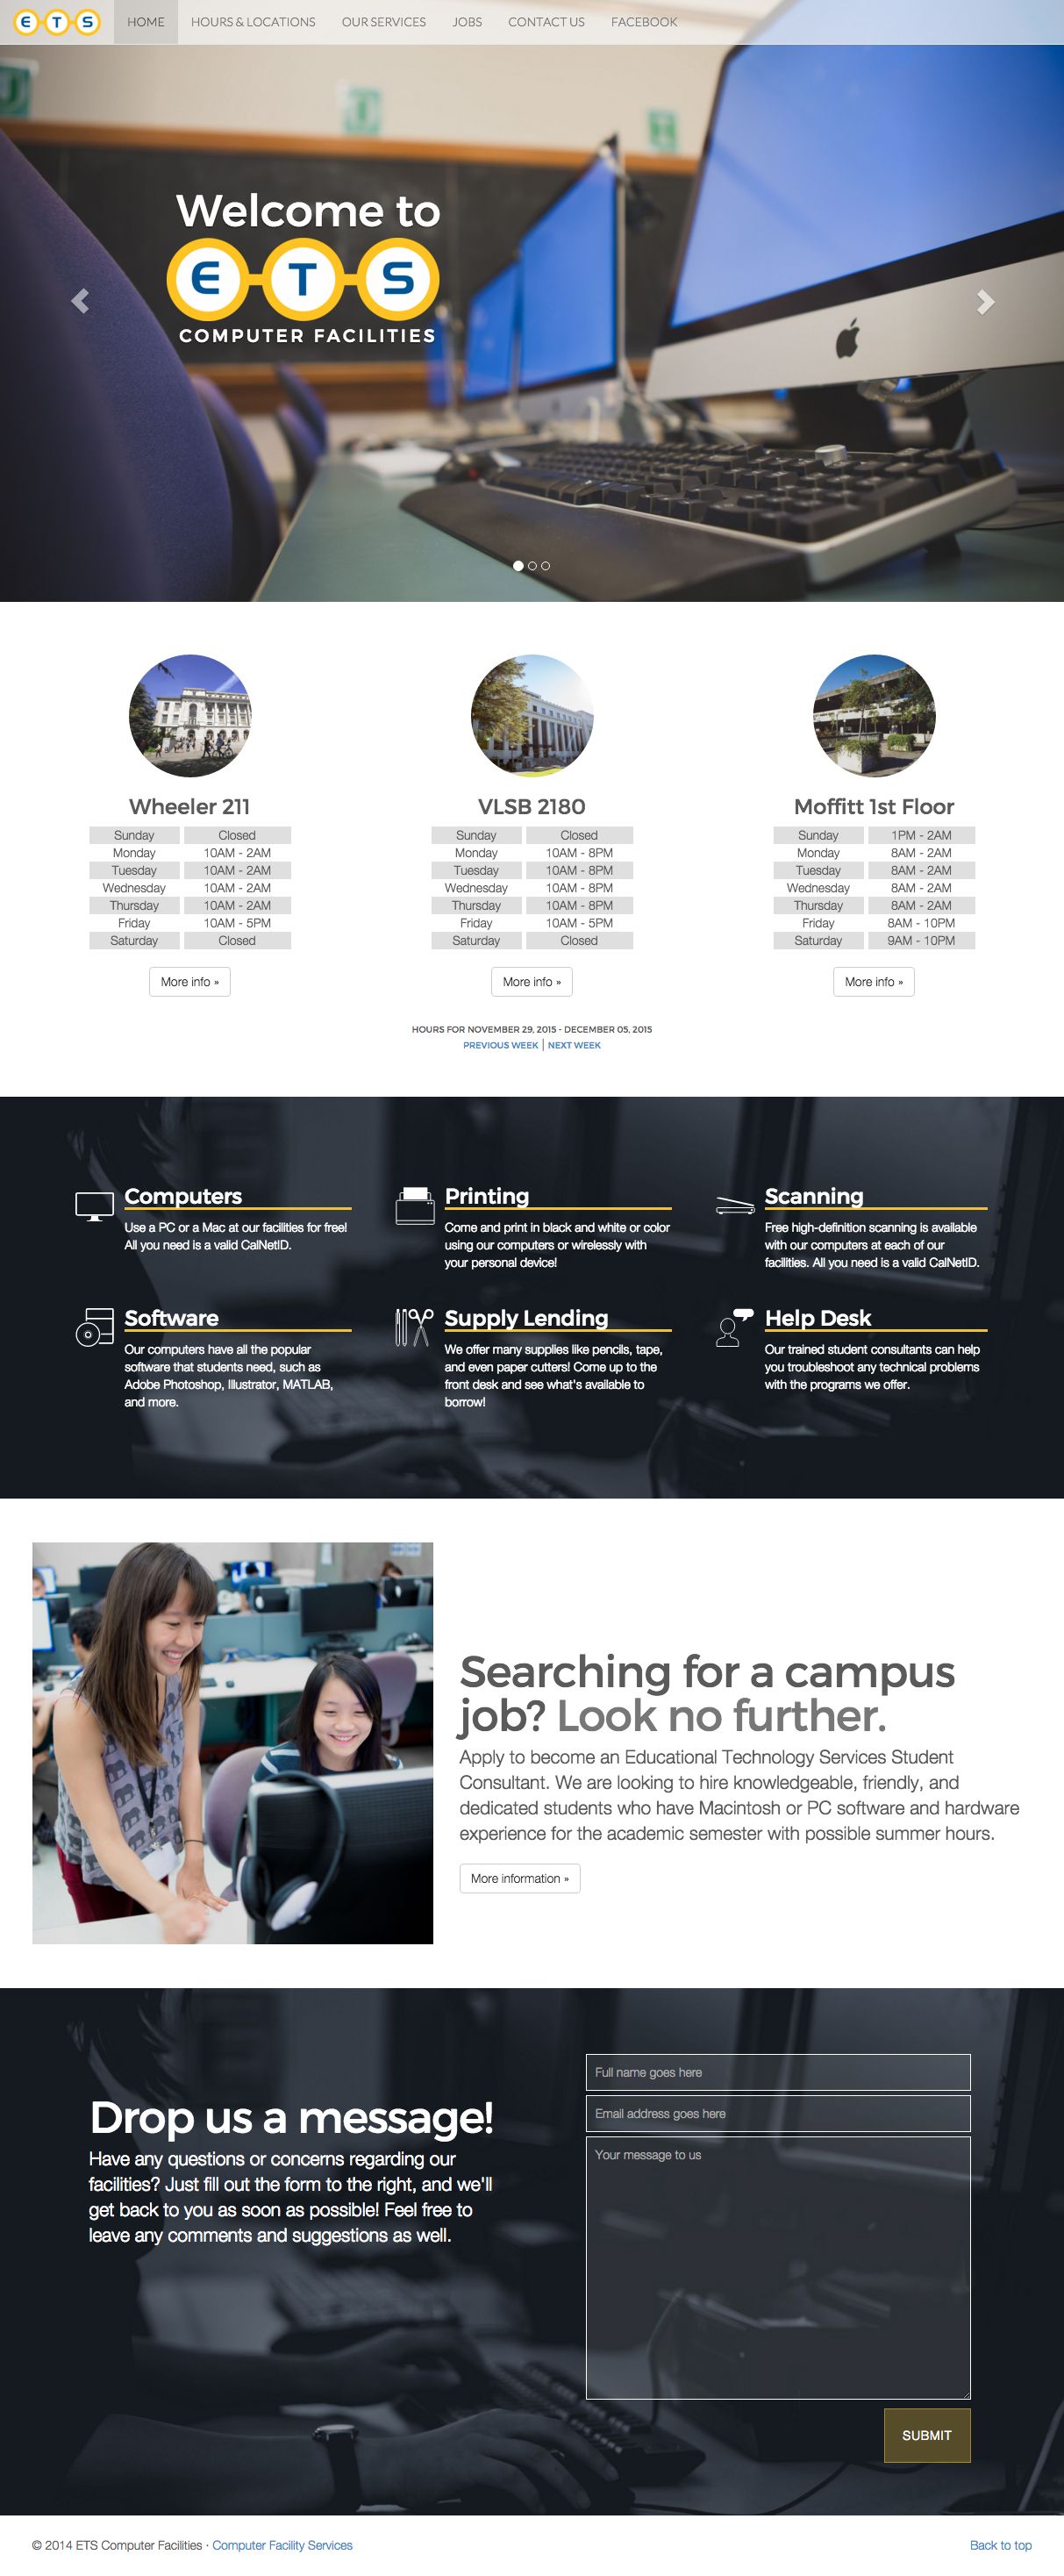 E T S HOME HOURS & LOCATIONS OUR SERVICES JOBS CONTACT US FACEBOOK
Welcome to
E T S
COMPUTER FACILITIES
Wheeler 211
Sunday Closed
Monday 10AM - 2AM
Tuesday 10AM - 2AM
Wednesday 10AM - 2AM
Thursday 10AM - 2AM
Friday 10AM - 5PM
Saturday Closed
More info »
VLSB 2180
Sunday Closed
Monday 10AM - 8PM
Tuesday 10AM - 8PM
Wednesday 10AM - 8PM
Thursday 10AM - 8PM
Friday 10AM - 5PM
Saturday Closed
More info »
Moffitt 1st Floor
Sunday 1PM - 2AM
Monday 8AM - 2AM
Tuesday 8AM - 2AM
Wednesday 8AM - 2AM
Thursday 8AM - 2AM
Friday 8AM - 10PM
Saturday 9AM - 10PM
More info »
HOURS FOR NOVEMBER 29, 2015 - DECEMBER 05, 2015
PREVIOUS WEEK | NEXT WEEK
Computers
Use a PC or a Mac at our facilities for free!
All you need is a valid CalNetID.
Printing
Come and print in black and white or color
using our computers or wirelessly with
your personal device!
Scanning
Free high-definition scanning is available
with our computers at each of our
facilities. All you need is a valid CalNetID.
Software
Our computers have all the popular
software that students need, such as
Adobe Photoshop, Illustrator, MATLAB,
and more.
Supply Lending
We offer many supplies like pencils, tape,
and even paper cutters! Come up to the
front desk and see what's available to
borrow!
Help Desk
Our trained student consultants can help
you troubleshoot any technical problems
with the programs we offer.
Searching for a campus
job? Look no further.
Apply to become an Educational Technology Services Student
Consultant. We are looking to hire knowledgeable, friendly, and
dedicated students who have Macintosh or PC software and hardware
experience for the academic semester with possible summer hours.
More information »
Drop us a message!
Have any questions or concerns regarding our
facilities? Just fill out the form to the right, and we'll
get back to you as soon as possible! Feel free to
leave any comments and suggestions as well.
Full name goes here
Email address goes here
Your message to us
SUBMIT
© 2014 ETS Computer Facilities · Computer Facility Services
Back to top